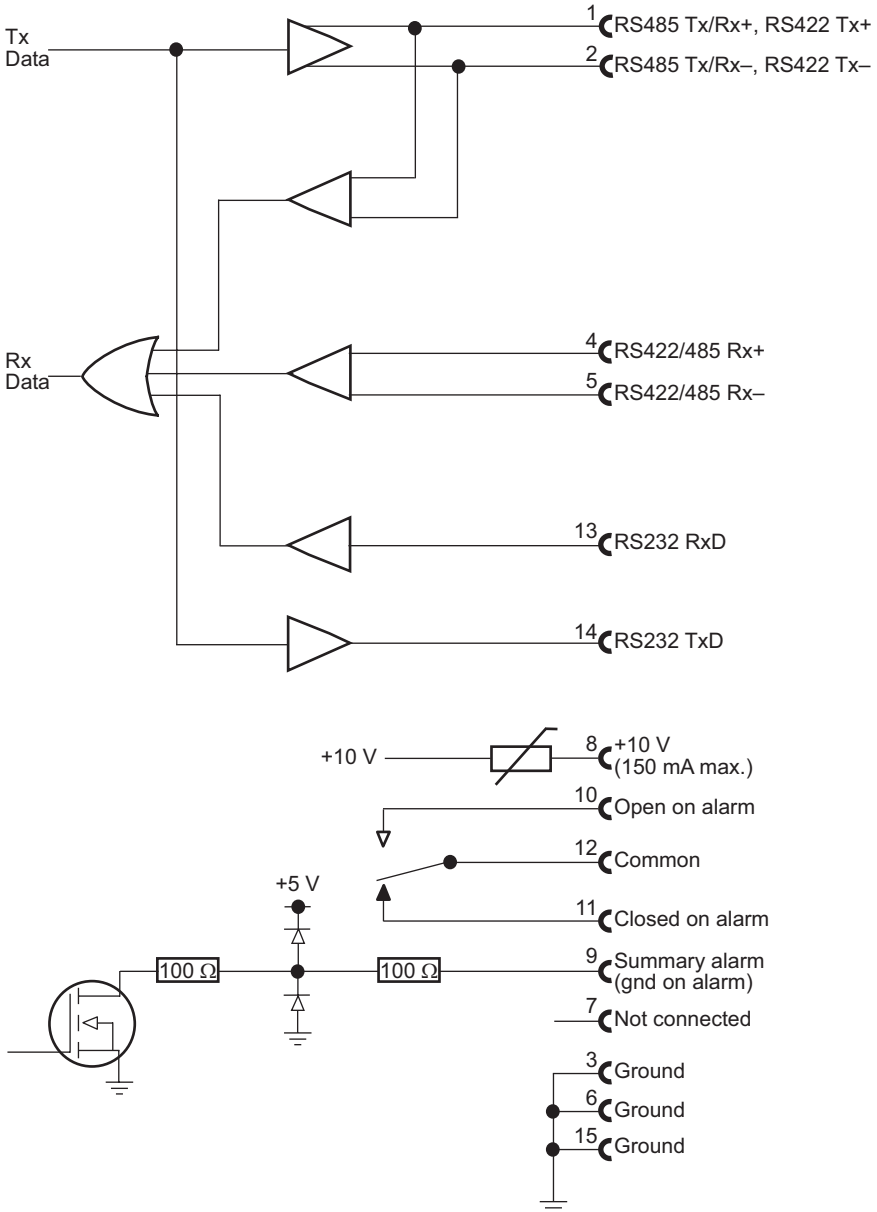 1
RS485 Tx/Rx+, RS422 Tx+
Tx
Data
2
RS485 Tx/Rx–, RS422 Tx–
4
RS422/485 Rx+
Rx
Data
5
RS422/485 Rx–
13
RS232 RxD
14
RS232 TxD
+10 V
8
+10 V
(150 mA max.)
10
Open on alarm
12
Common
+5 V
11
Closed on alarm
100 Ω
100 Ω
9
Summary alarm
(gnd on alarm)
7
Not connected
3
Ground
6
Ground
15
Ground